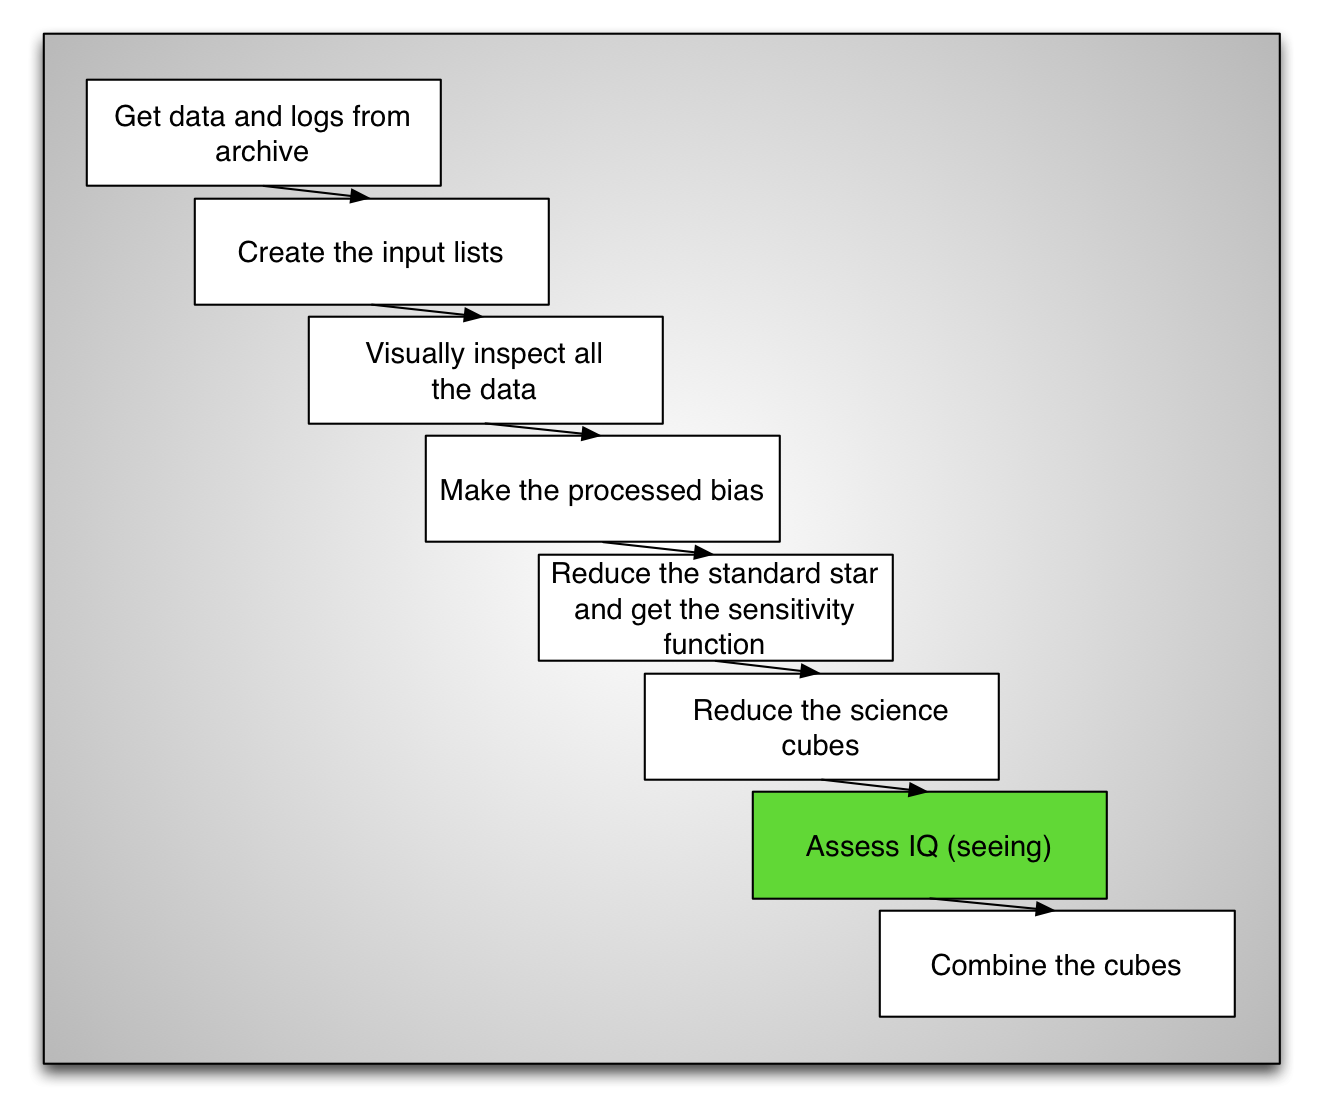 Get data and logs from
archive
Create the input lists
Visually inspect all
the data
Make the processed bias
Reduce the standard star
and get the sensitivity
function
Reduce the science
cubes
Assess IQ (seeing)
Combine the cubes